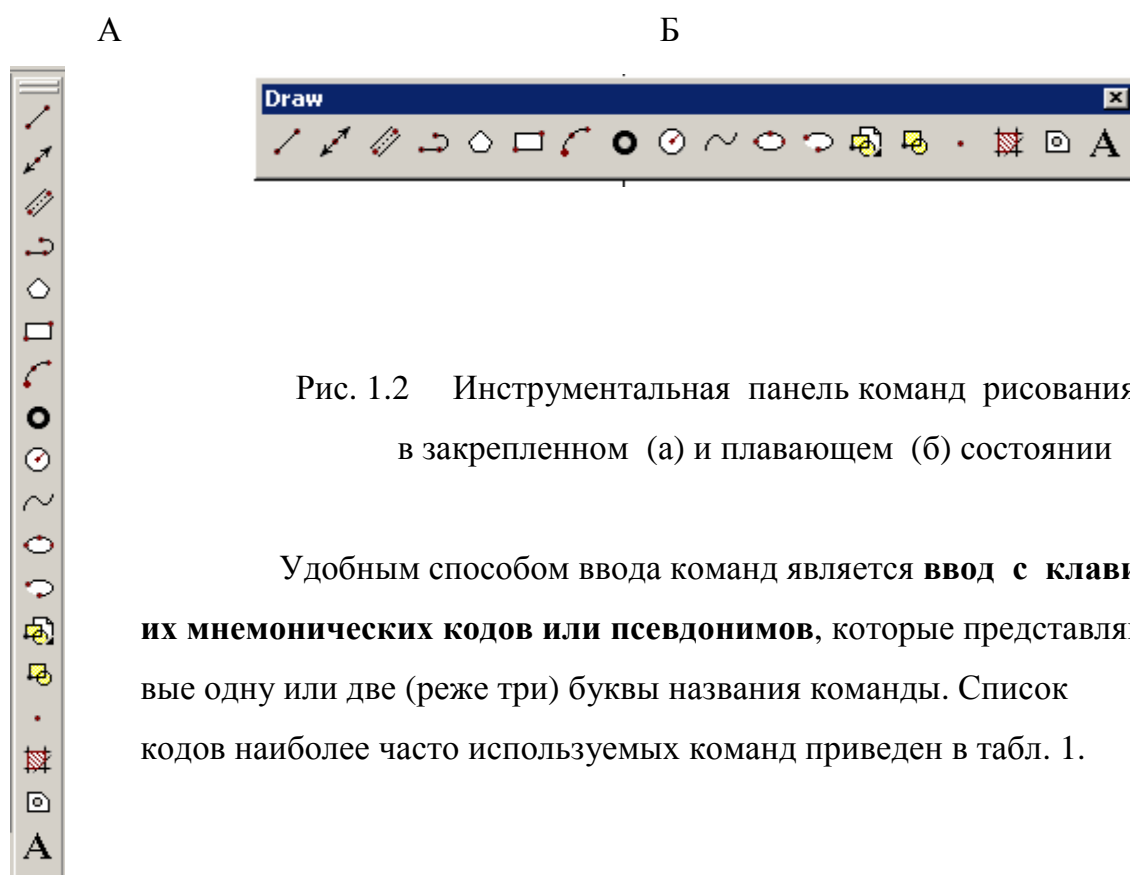 А Б
Draw
A
Рис. 1.2 Инструментальная панель команд рисования
в закрепленном (а) и плавающем (б) состоянии
Удобным способом ввода команд является ввод с клави
их мнемонических кодов или псевдонимов, которые представля
вые одну или две (реже три) буквы названия команды. Список
кодов наиболее часто используемых команд приведен в табл. 1.
A